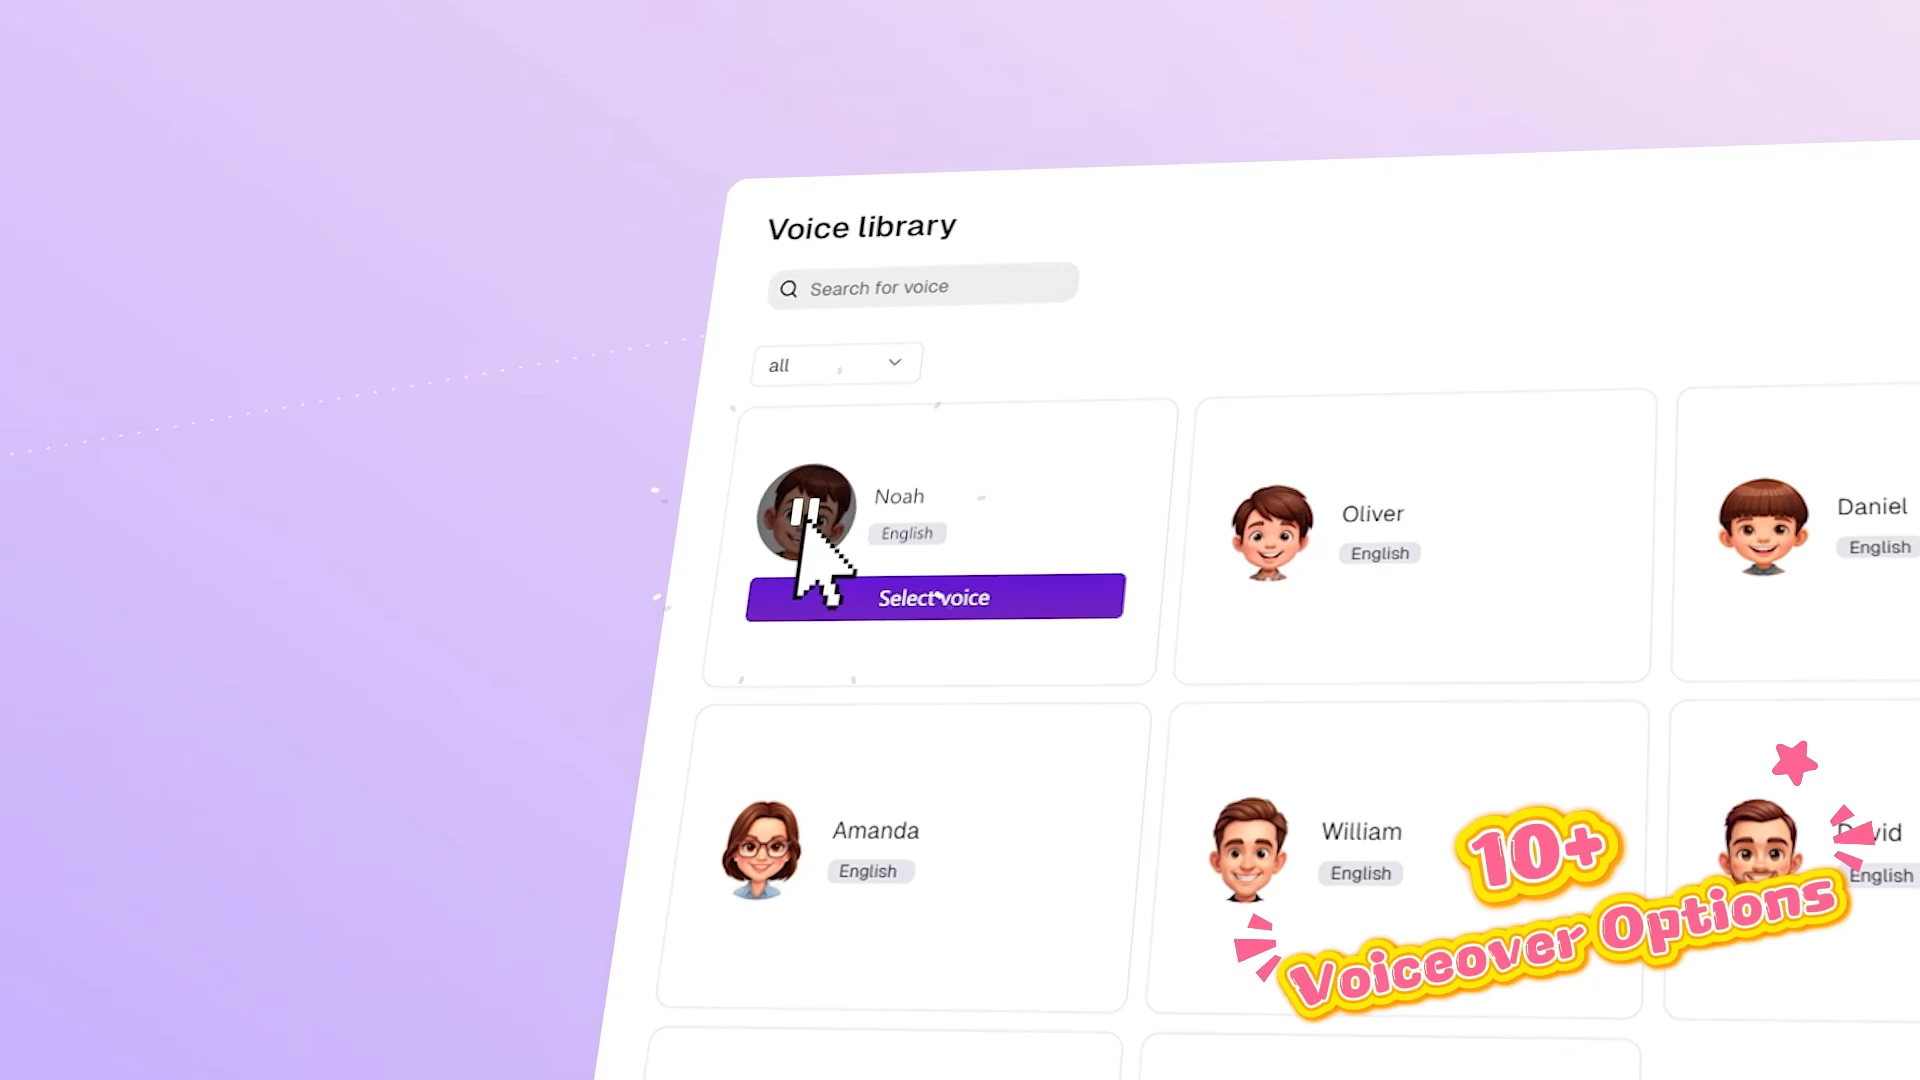 Voice library
Search for voice
all
Noah
English
Select voice
Oliver
English
Daniel
English
Amanda
English
William
English
English
10+
Voiceover Options